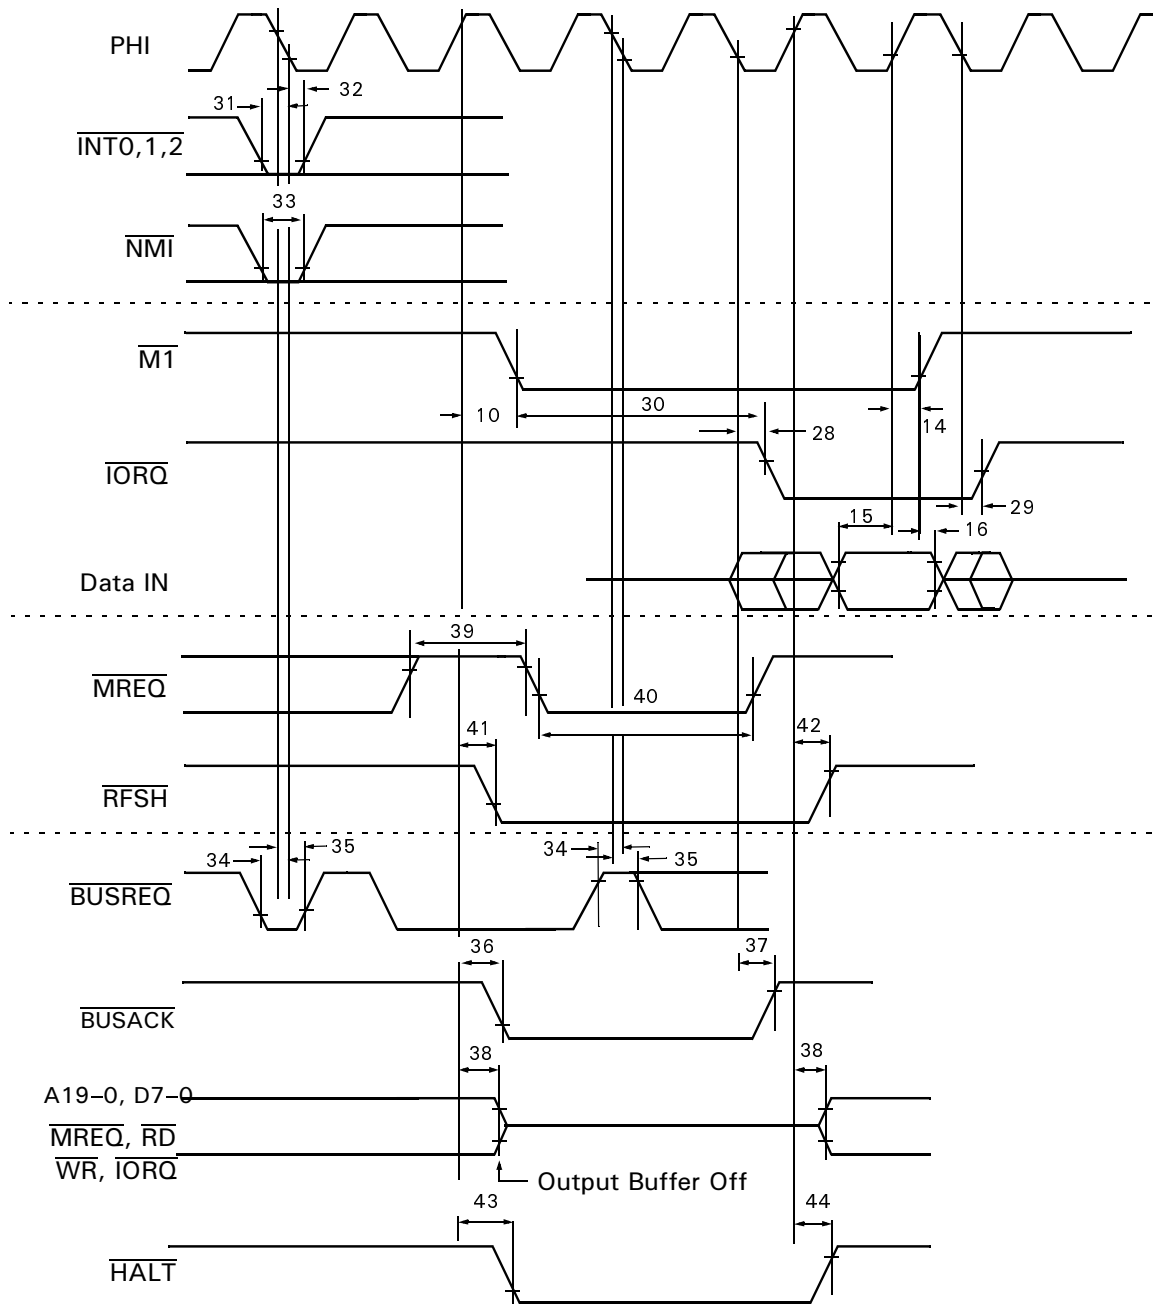 PHI
31
32
INT0,1,2
33
NMI
M1
10
30
28
14
IORQ
29
15
16
Data IN
39
MREQ
40
41
42
RFSH
34
35
34
35
BUSREQ
36
37
BUSACK
38
38
A19–0, D7–0
MREQ, RD
WR, IORQ
Output Buffer Off
43
44
HALT